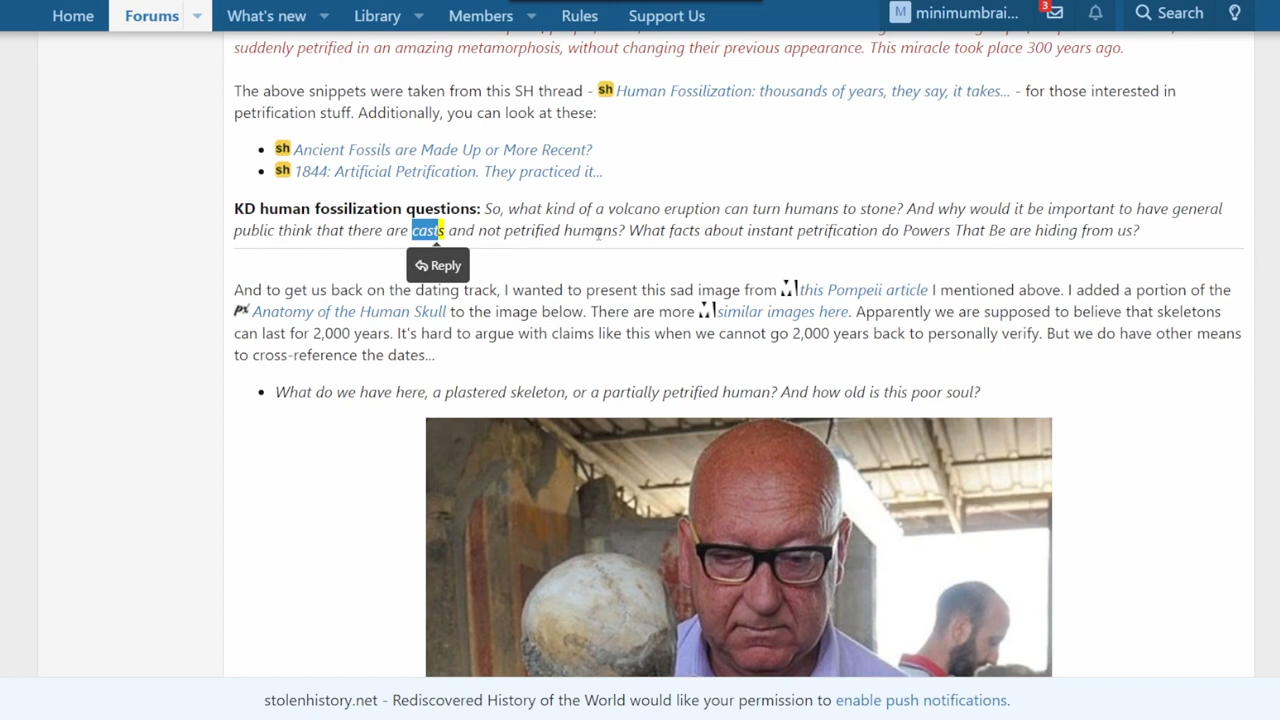 Home Forums What's new Library Members Rules Support Us M minimumbrai... 3 Search
suddenly petrified in an amazing metamorphosis, without changing their previous appearance. This miracle took place 300 years ago.
The above snippets were taken from this SH thread - sh Human Fossilization: thousands of years, they say, it takes... - for those interested in
petrification stuff. Additionally, you can look at these:
• sh Ancient Fossils are Made Up or More Recent?
• sh 1844: Artificial Petrification. They practiced it...
KD human fossilization questions: So, what kind of a volcano eruption can turn humans to stone? And why would it be important to have general
public think that there are casts and not petrified humans? What facts about instant petrification do Powers That Be are hiding from us?
Reply
And to get us back on the dating track, I wanted to present this sad image from this Pompeii article I mentioned above. I added a portion of the
px Anatomy of the Human Skull to the image below. There are more similar images here. Apparently we are supposed to believe that skeletons
can last for 2,000 years. It's hard to argue with claims like this when we cannot go 2,000 years back to personally verify. But we do have other means
to cross-reference the dates...
• What do we have here, a plastered skeleton, or a partially petrified human? And how old is this poor soul?
stolenhistory.net - Rediscovered History of the World would like your permission to enable push notifications.